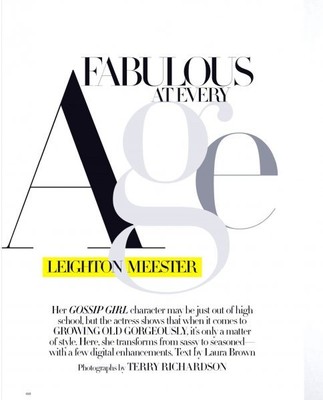 FABULOUS
AT EVERY
Age
LEIGHTON MEESTER
Her GOSSIP GIRL character may be just out of high
school, but the actress shows that when it comes to
GROWING OLD GORGEOUSLY, it's only a matter
of style. Here, she transforms from sassy to seasoned—
with a few digital enhancements. Text by Laura Brown
Photographs by TERRY RICHARDSON